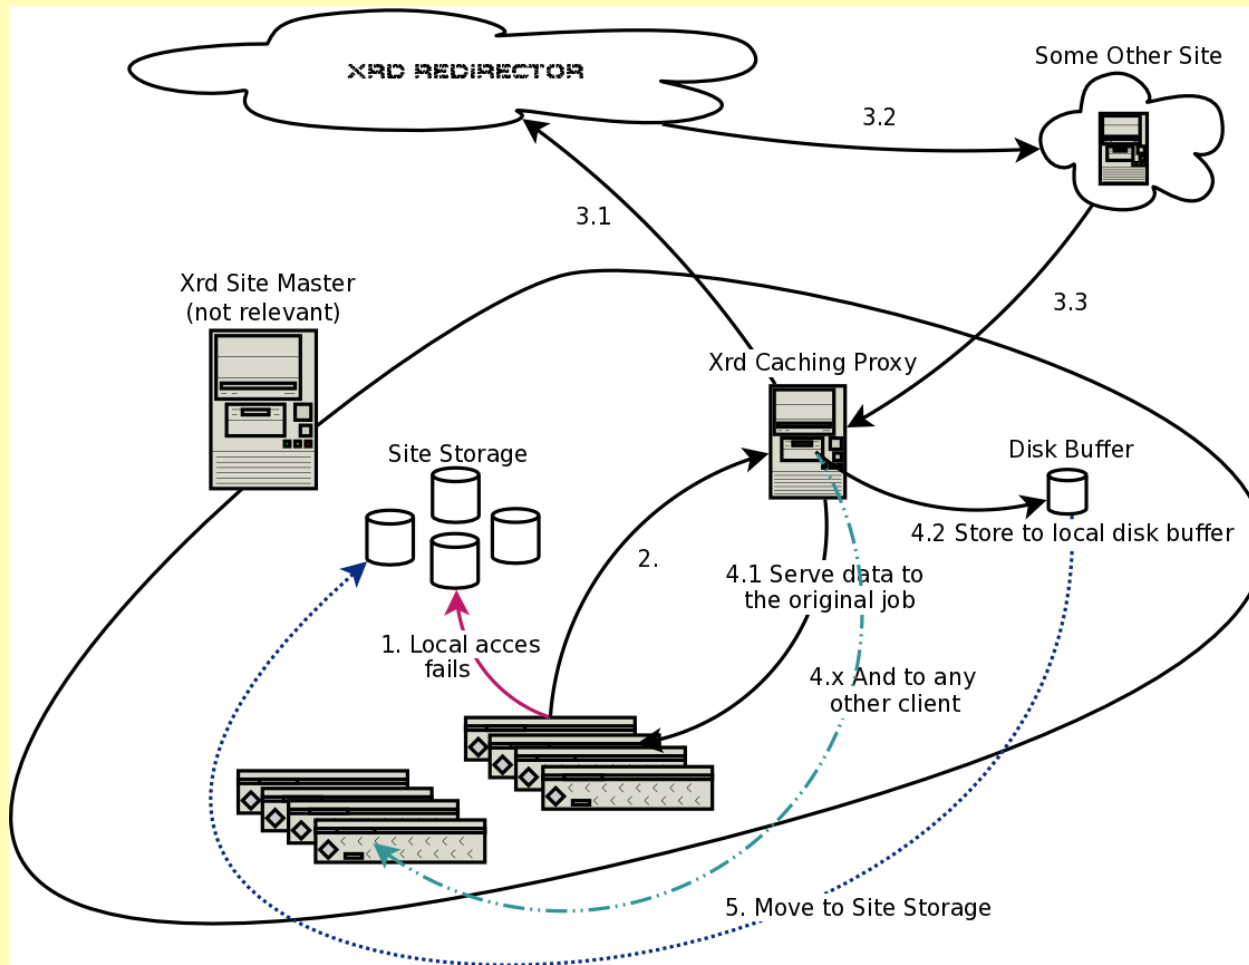 XRD REDIRECTOR
Some Other Site
3.2
3.1
Xrd Site Master
(not relevant)
3.3
Xrd Caching Proxy
Site Storage
Disk Buffer
4.2 Store to local disk buffer
2.
4.1 Serve data to
the original job
1. Local acces
fails
4.x And to any
other client
5. Move to Site Storage